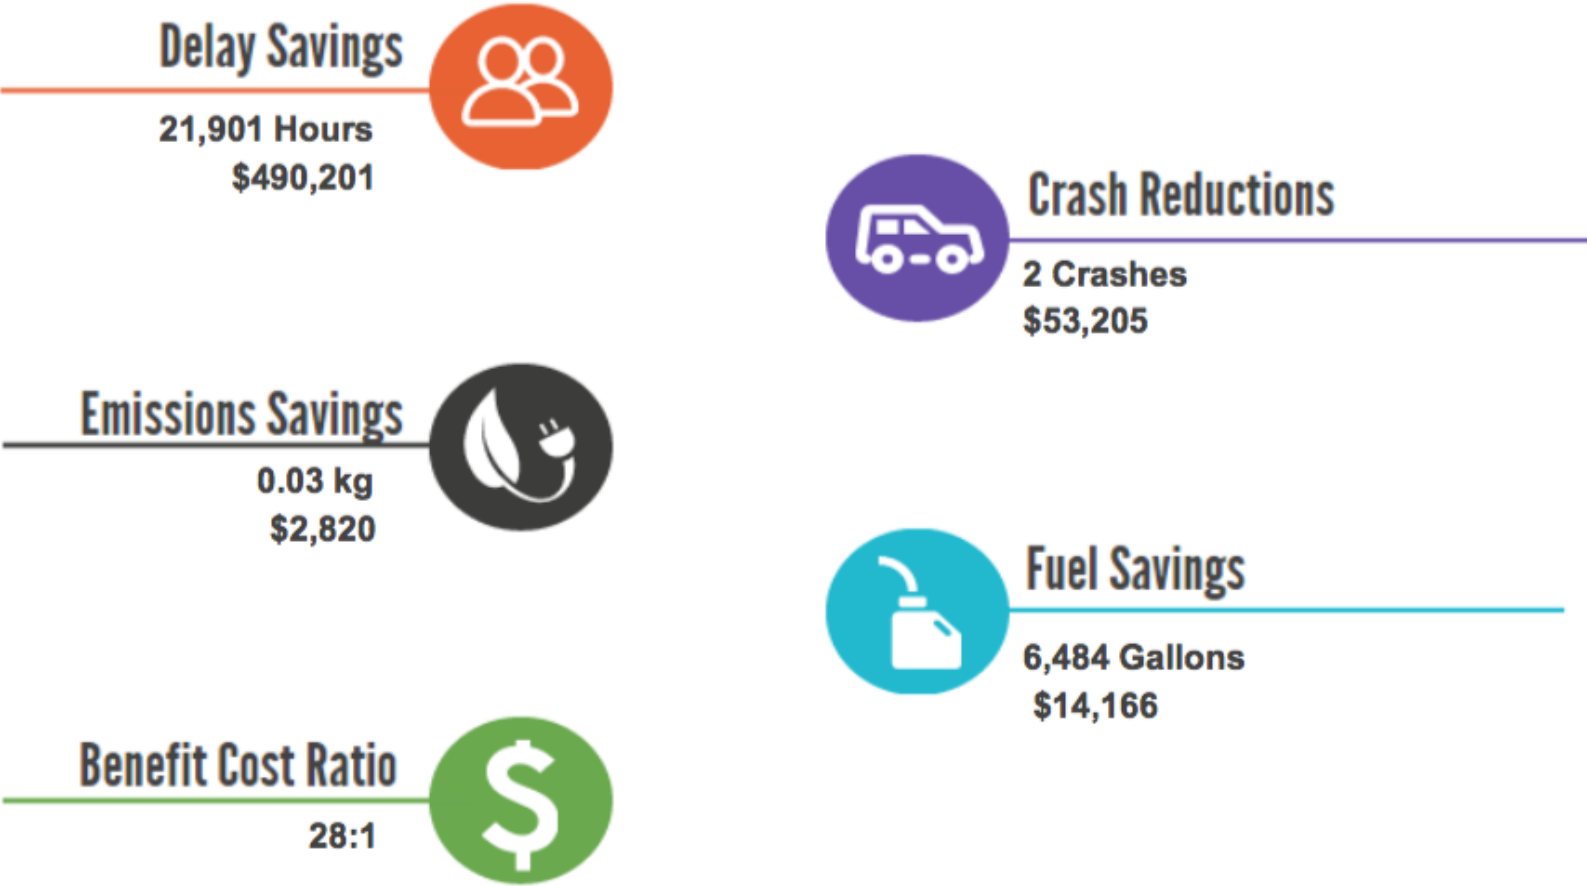 Delay Savings
21,901 Hours
$490,201
Crash Reductions
2 Crashes
$53,205
Emissions Savings
0.03 kg
$2,820
Fuel Savings
6,484 Gallons
$14,166
Benefit Cost Ratio
28:1